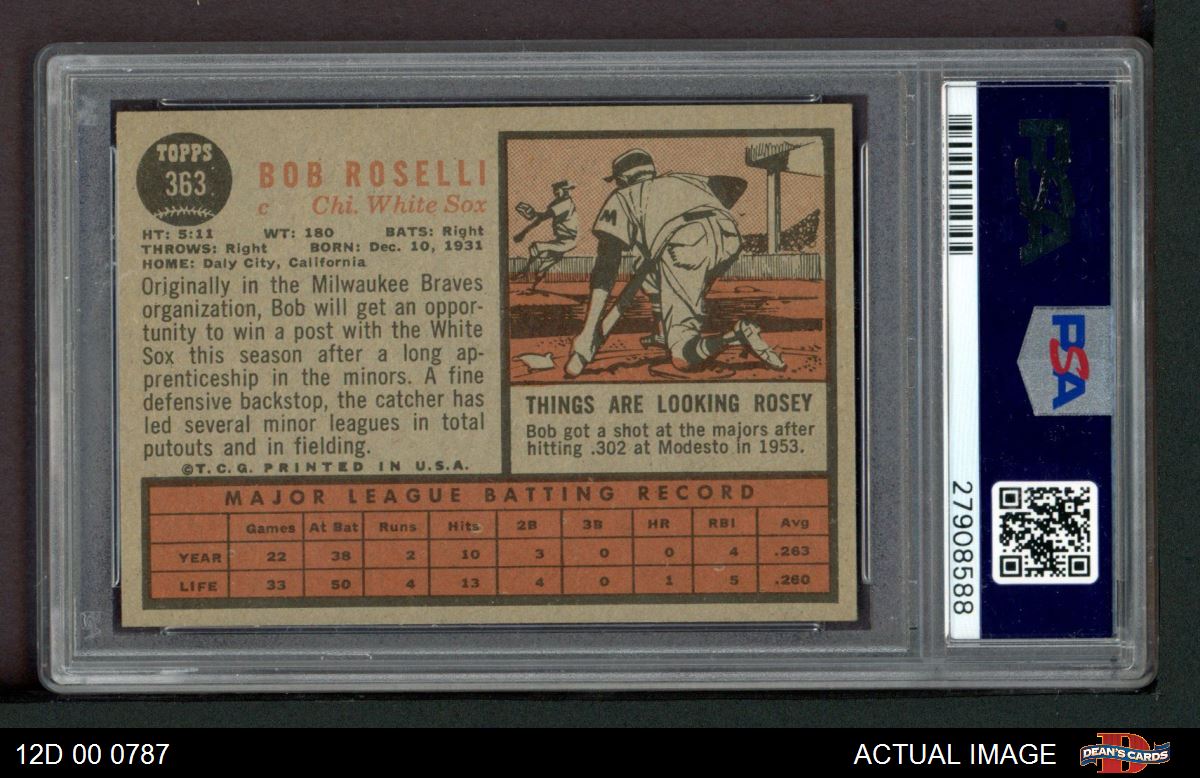 TOPPS
363
BOB ROSELLI
c Chi. White Sox
HT: 5:11 WT: 180 BATS: Right
THROWS: Right BORN: Dec. 10, 1931
HOME: Daly City, California
Originally in the Milwaukee Braves
organization, Bob will get an oppor-
tunity to win a post with the White
Sox this season after a long ap-
prenticeship in the minors. A fine
defensive backstop, the catcher has
led several minor leagues in total
putouts and in fielding.
©T.C.G. PRINTED IN U.S.A.
M
THINGS ARE LOOKING ROSEY
Bob got a shot at the majors after
hitting .302 at Modesto in 1953.
MAJOR LEAGUE BATTING RECORD
Games At Bat Runs Hits 2B 3B HR RBI Avg
YEAR 22 38 2 10 3 0 0 4 .263
LIFE 33 50 4 13 4 0 1 5 .260
PSA
PSA
27908588
12D 00 0787
ACTUAL IMAGE
DEAN'S CARDS